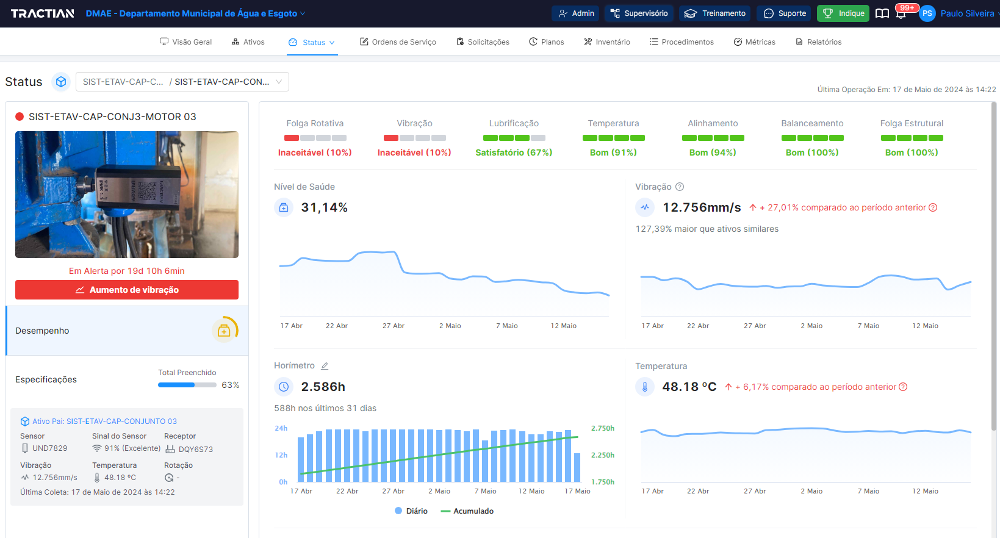 TRACTIAN DMAE - Departamento Municipal de Água e Esgoto Admin Supervisório Treinamento Suporte Indique 99+ PS Paulo Silveira
Visão Geral Ativos Status Ordens de Serviço Solicitações Planos Inventário Procedimentos Métricas Relatórios
Status SIST-ETAV-CAP-C... / SIST-ETAV-CAP-CON...
Última Operação Em: 17 de Maio de 2024 às 14:22
SIST-ETAV-CAP-CONJ3-MOTOR 03
Em Alerta por 19d 10h 6min
Aumento de vibração
Desempenho
Especificações
Total Preenchido
63%
Ativo Pai: SIST-ETAV-CAP-CONJUNTO 03
Sensor Sinal do Sensor Receptor
UND7829 91% (Excelente) DQY6S73
Vibração Temperatura Rotação
12.756mm/s 48.18 ºC -
Última Coleta: 17 de Maio de 2024 às 14:22
Folga Rotativa Vibração Lubrificação Temperatura Alinhamento Balanceamento Folga Estrutural
Inaceitável (10%) Inaceitável (10%) Satisfatório (67%) Bom (91%) Bom (94%) Bom (100%) Bom (100%)
Nível de Saúde
31,14%
17 Abr 22 Abr 27 Abr 2 Maio 7 Maio 12 Maio
Vibração
12.756mm/s + 27,01% comparado ao período anterior
127,39% maior que ativos similares
17 Abr 22 Abr 27 Abr 2 Maio 7 Maio 12 Maio
Horímetro
2.586h
588h nos últimos 31 dias
24h 2.750h
12h 2.250h
0h 1.750h
17 Abr 22 Abr 27 Abr 2 Maio 7 Maio 12 Maio 17 Maio
Diário Acumulado
Temperatura
48.18 ºC + 6,17% comparado ao período anterior
17 Abr 22 Abr 27 Abr 2 Maio 7 Maio 12 Maio